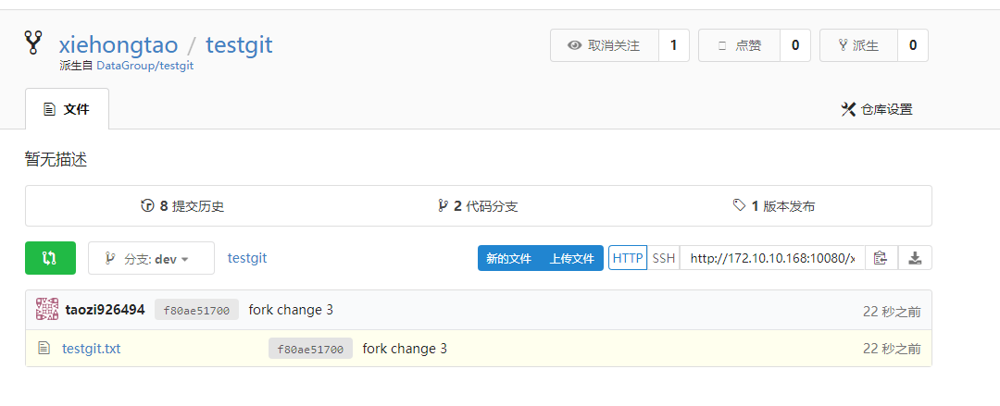 xiehongtao / testgit
取消关注 1 点赞 0 派生 0
派生自 DataGroup/testgit
文件 仓库设置
暂无描述
8 提交历史 2 代码分支 1 版本发布
分支: dev testgit 新的文件 上传文件 HTTP SSH http://172.10.10.168:10080/x
taozi926494 f80ae51700 fork change 3 22 秒之前
testgit.txt f80ae51700 fork change 3 22 秒之前